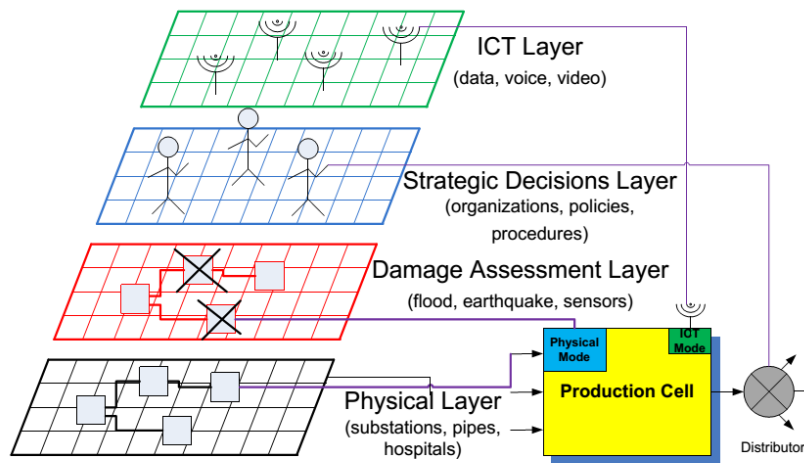 ICT Layer
(data, voice, video)
Strategic Decisions Layer
(organizations, policies,
procedures)
Damage Assessment Layer
(flood, earthquake, sensors)
Physical
Mode
ICT
Mode
Production Cell
Physical Layer
(substations, pipes,
hospitals)
Distributor